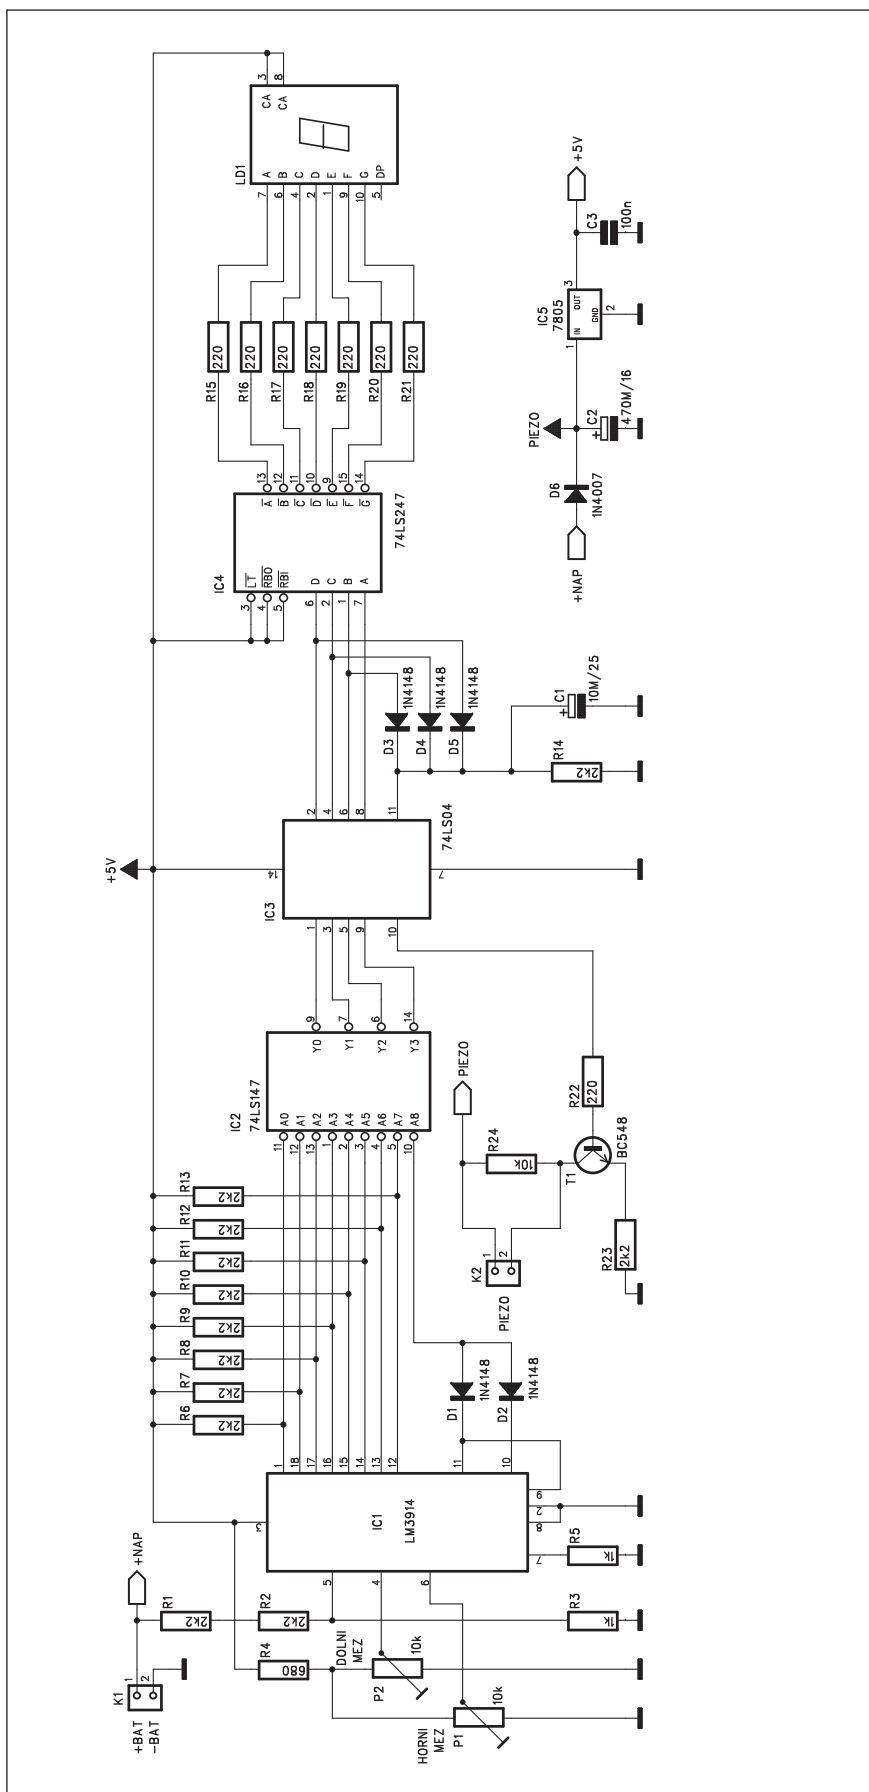 K1
+BAT
-BAT
1
2
+NAP
R1
2k2
R2
2k2
R3
1k
R4
680
DOLNI
MEZ
P2
10k
HORNI
MEZ
P1
10k
R5
1k
IC1
LM3914
3
5
4
6
7
8
2
9
1
18
17
16
15
14
13
12
11
10
R6
2k2
R7
2k2
R8
2k2
R9
2k2
R10
2k2
R11
2k2
R12
2k2
R13
2k2
D1
1N4148
D2
1N4148
IC2
74LS147
11
12
13
1
2
3
4
5
10
A0
A1
A2
A3
A4
A5
A6
A7
A8
Y0
Y1
Y2
Y3
9
7
6
14
K2
1
2
PIEZO
PIEZO
R24
10k
T1
BC548
R22
220
R23
2k2
IC3
74LS04
+5V
14
7
1
3
5
9
10
2
4
6
8
11
D3
1N4148
D4
1N4148
D5
1N4148
R14
2k2
C1
+
10M/25
IC4
74LS247
3
4
5
LT
RBO
RBI
6
2
1
7
D
C
B
A
A
B
C
D
E
F
G
13
12
11
10
9
15
14
R15
220
R16
220
R17
220
R18
220
R19
220
R20
220
R21
220
LD1
7
6
4
2
1
9
10
5
A
B
C
D
E
F
G
DP
CA
CA
3
8
+NAP
D6
1N4007
PIEZO
C2
+
470M/16
IC5
7805
1
IN
OUT
GND
3
2
C3
100n
+5V